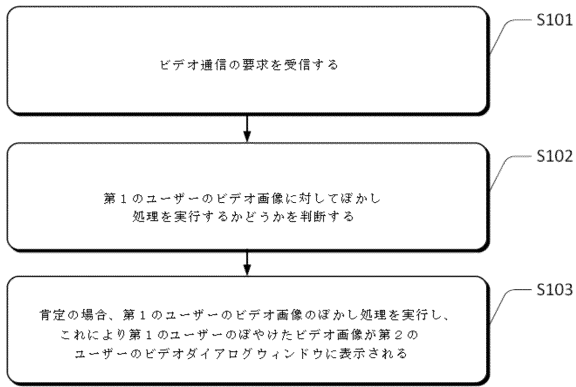 S101
ビデオ通信の要求を受信する
S102
第1のユーザーのビデオ画像に対してぼかし
処理を実行するかどうかを判断する
S103
肯定の場合、第1のユーザーのビデオ画像のぼかし処理を実行し、
これにより第1のユーザーのぼやけたビデオ画像が第2の
ユーザーのビデオダイアログウィンドウに表示される